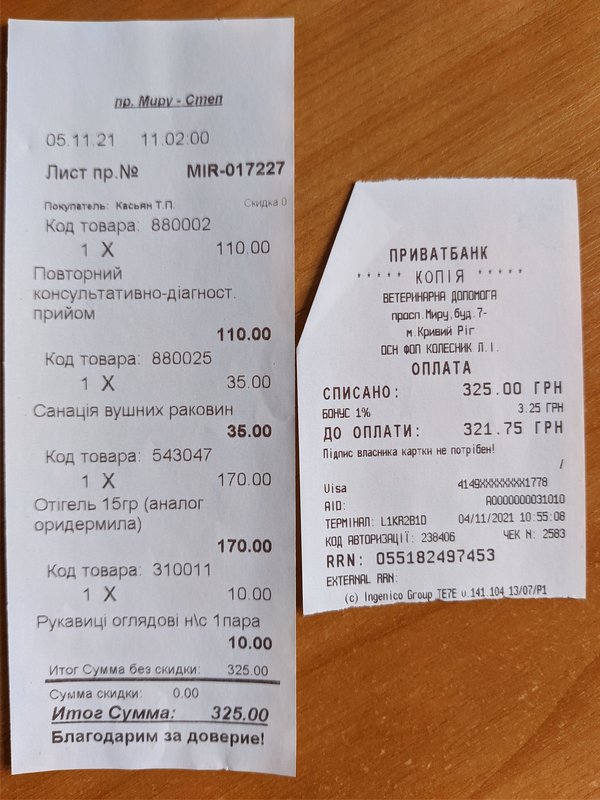 пр. Миру - Степ
05.11.21 11.02:00
Лист пр.№ MIR-017227
Покупатель: Касьян Т.П. Скидка 0
Код товара: 880002
1 X 110.00
Повторний
консультативно-діагност.
прийом
110.00
Код товара: 880025
1 X 35.00
Санація вушних раковин
35.00
Код товара: 543047
1 X 170.00
Отігель 15гр (аналог
оридермила)
170.00
Код товара: 310011
1 X 10.00
Рукавиці оглядові н\с 1пара
10.00
Итог Сумма без скидки: 325.00
Сумма скидки: 0.00
Итог Сумма: 325.00
Благодарим за доверие!
ПРИВАТБАНК
***** КОПІЯ *****
ВЕТЕРИНАРНА ДОПОМОГА
просп.Миру,буд.7-
м.Кривий Ріг
ОСН ФОП КОЛЕСНИК Л.І.
ОПЛАТА
СПИСАНО: 325.00 ГРН
БОНУС 1% 3.25 ГРН
ДО ОПЛАТИ: 321.75 ГРН
Підпис власника картки не потрібен!
/
Visa 4149XXXXXXXX1778
AID: A0000000031010
ТЕРМІНАЛ: L1KR2B1D 04/11/2021 10:55:08
КОД АВТОРИЗАЦІЇ: 238406 ЧЕК N: 2583
RRN: 055182497453
EXTERNAL RRN:
(c) Ingenico Group TE7E v.141.104 13/07/P1